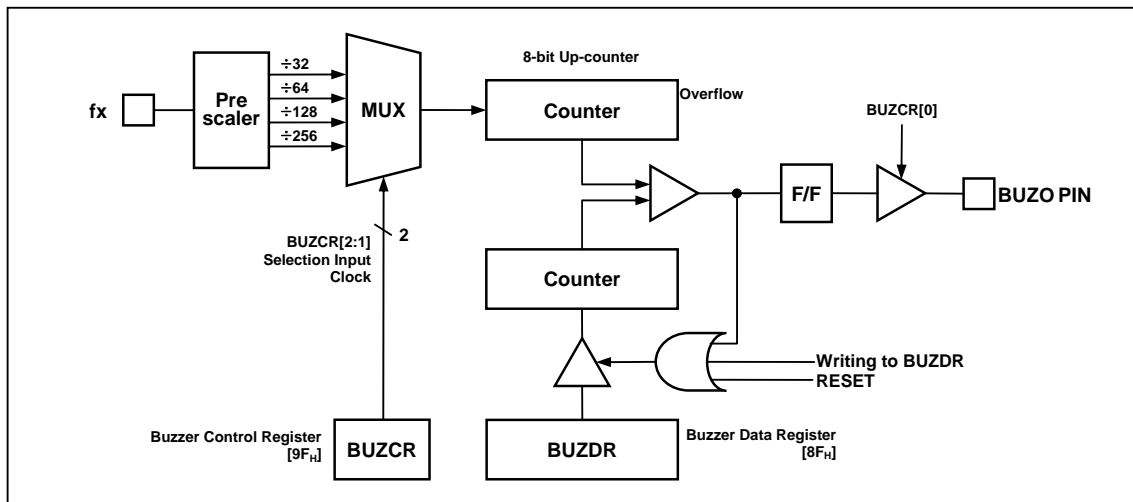 8-bit Up-counter
fx
Pre
scaler
÷32
÷64
÷128
÷256
MUX
Counter
Overflow
BUZCR[0]
F/F
BUZO PIN
BUZCR[2:1]
Selection Input
Clock
2
Counter
Writing to BUZDR
RESET
Buzzer Control Register
[9FH]
BUZCR
BUZDR
Buzzer Data Register
[8FH]